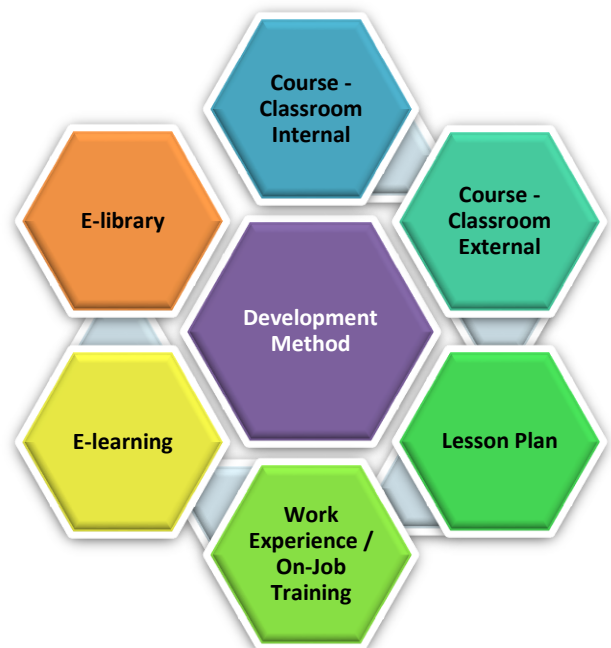 Course -
Classroom
Internal
Course -
Classroom
External
Lesson Plan
Work
Experience /
On-Job
Training
E-learning
E-library
Development
Method